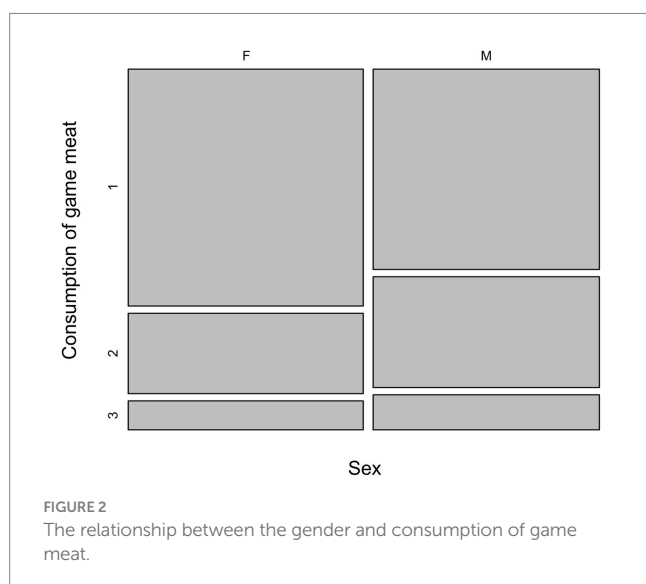 F
M
Consumption of game meat
1
2
3
Sex
FIGURE 2
The relationship between the gender and consumption of game
meat.